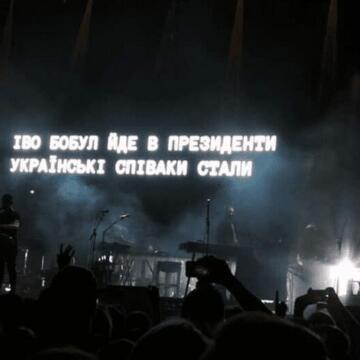 ІВО БОБУЛ ЙДЕ В ПРЕЗИДЕНТИ
УКРАЇНСЬКІ СПІВАКИ СТАЛИ